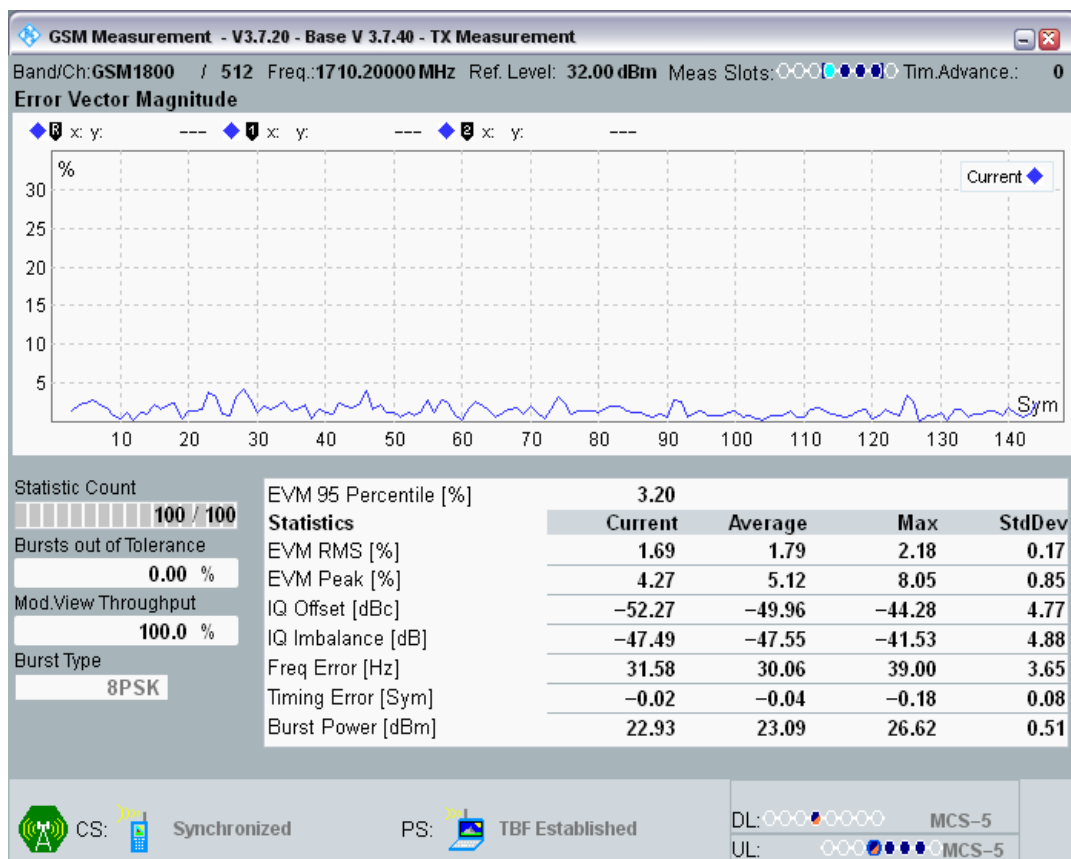 GSM Measurement - V3.7.20 - Base V 3.7.40 - TX Measurement
Band/Ch:GSM1800 / 512 Freq.:1710.20000 MHz Ref. Level: 32.00 dBm Meas Slots: Tim.Advance.: 0
Error Vector Magnitude
R x: y: --- 1 x: y: --- 2 x: y: ---
%
Current
30
25
20
15
10
5
Sym
10 20 30 40 50 60 70 80 90 100 110 120 130 140
Statistic Count
100 / 100
Bursts out of Tolerance
0.00 %
Mod.View Throughput
100.0 %
Burst Type
8PSK
EVM 95 Percentile [%] 3.20
Statistics Current Average Max StdDev
EVM RMS [%] 1.69 1.79 2.18 0.17
EVM Peak [%] 4.27 5.12 8.05 0.85
IQ Offset [dBc] −52.27 −49.96 −44.28 4.77
IQ Imbalance [dB] −47.49 −47.55 −41.53 4.88
Freq Error [Hz] 31.58 30.06 39.00 3.65
Timing Error [Sym] −0.02 −0.04 −0.18 0.08
Burst Power [dBm] 22.93 23.09 26.62 0.51
CS: Synchronized PS: TBF Established
DL: MCS−5
UL: MCS−5